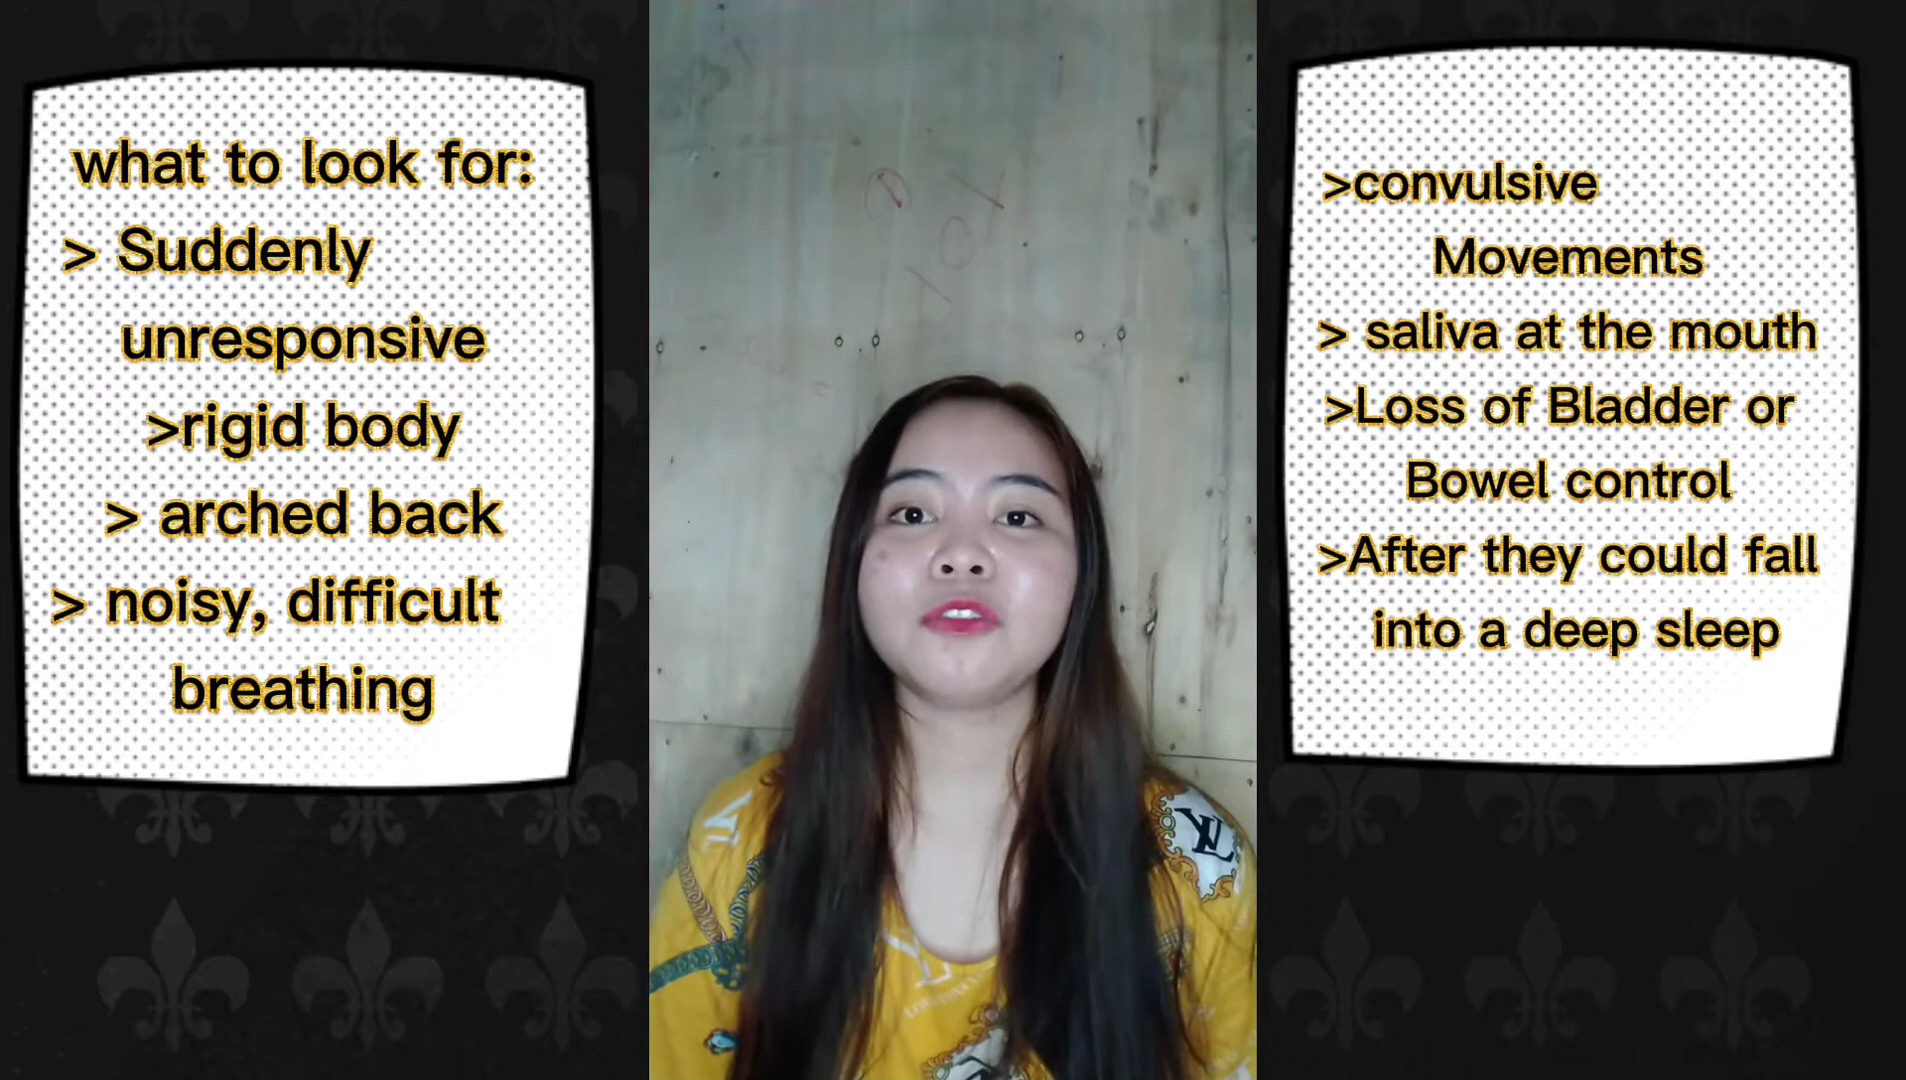 what to look for:
> Suddenly
unresponsive
>rigid body
> arched back
> noisy, difficult
breathing
>convulsive
Movements
> saliva at the mouth
>Loss of Bladder or
Bowel control
>After they could fall
into a deep sleep